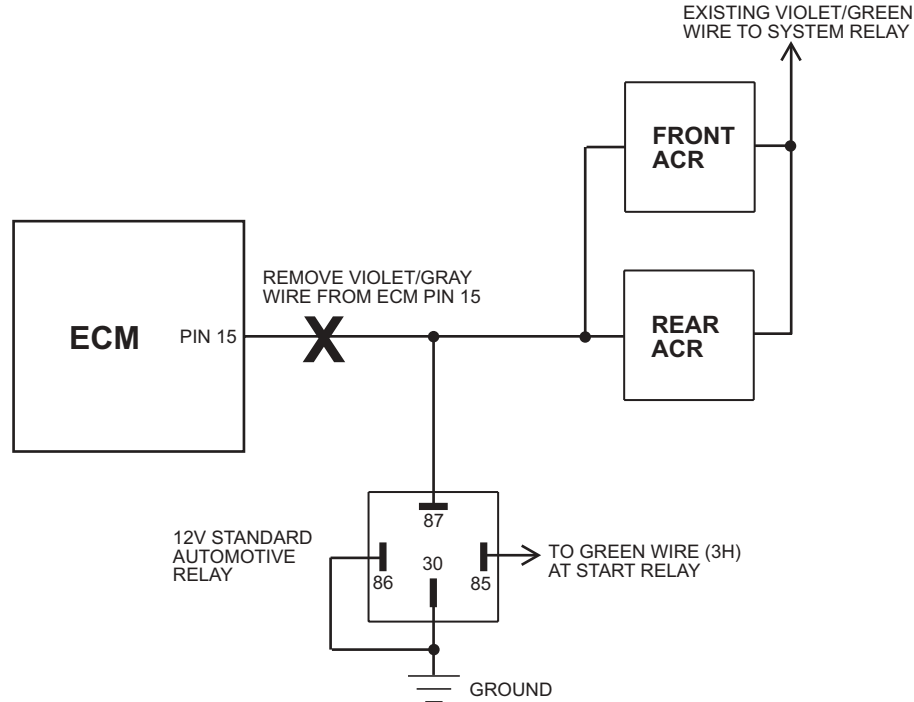 EXISTING VIOLET/GREEN
WIRE TO SYSTEM RELAY
FRONT
ACR
REMOVE VIOLET/GRAY
WIRE FROM ECM PIN 15
ECM
PIN 15
X
REAR
ACR
12V STANDARD
AUTOMOTIVE
RELAY
87
30
86
85
TO GREEN WIRE (3H)
AT START RELAY
GROUND